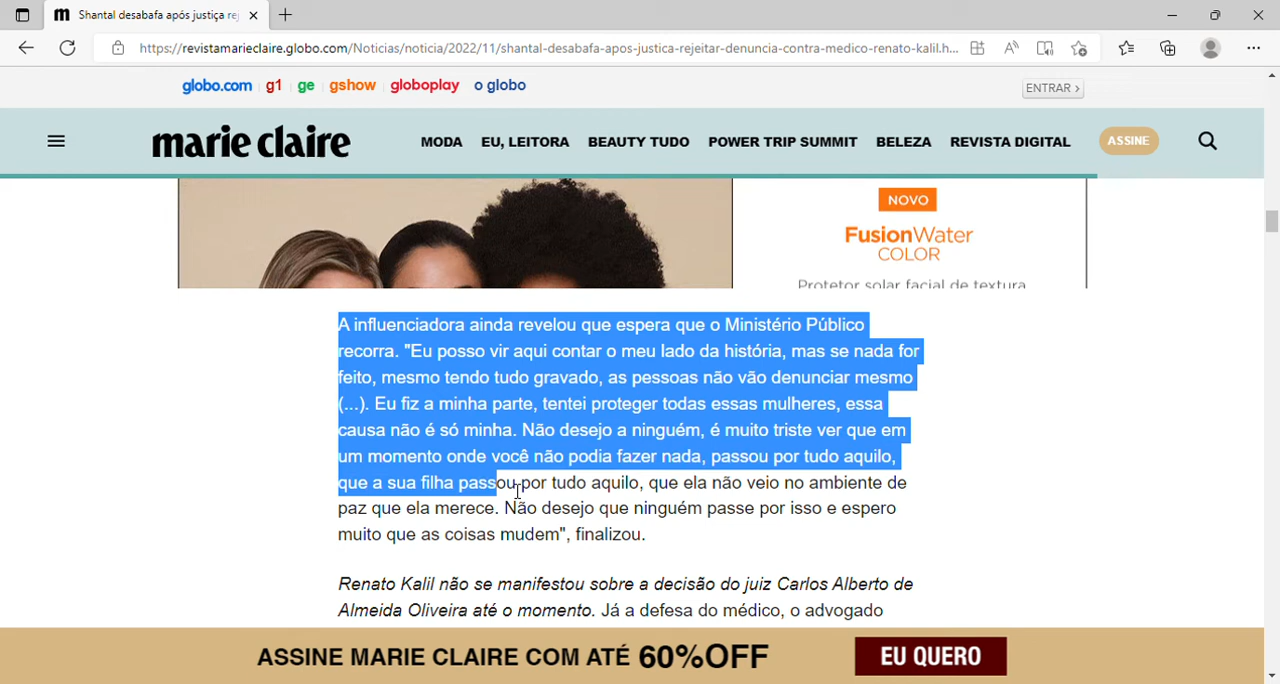 Shantal desabafa após justiça rej
https://revistamarieclaire.globo.com/Noticias/noticia/2022/11/shantal-desabafa-apos-justica-rejeitar-denuncia-contra-medico-renato-kalil.h...
globo.com g1 ge gshow globoplay o globo
ENTRAR ›
marie claire MODA EU, LEITORA BEAUTY TUDO POWER TRIP SUMMIT BELEZA REVISTA DIGITAL ASSINE
NOVO
FusionWater
COLOR
Protetor solar facial de textura
A influenciadora ainda revelou que espera que o Ministério Público
recorra. "Eu posso vir aqui contar o meu lado da história, mas se nada for
feito, mesmo tendo tudo gravado, as pessoas não vão denunciar mesmo
(...). Eu fiz a minha parte, tentei proteger todas essas mulheres, essa
causa não é só minha. Não desejo a ninguém, é muito triste ver que em
um momento onde você não podia fazer nada, passou por tudo aquilo,
que a sua filha passou por tudo aquilo, que ela não veio no ambiente de
paz que ela merece. Não desejo que ninguém passe por isso e espero
muito que as coisas mudem", finalizou.
Renato Kalil não se manifestou sobre a decisão do juiz Carlos Alberto de
Almeida Oliveira até o momento. Já a defesa do médico, o advogado
ASSINE MARIE CLAIRE COM ATÉ 60%OFF EU QUERO